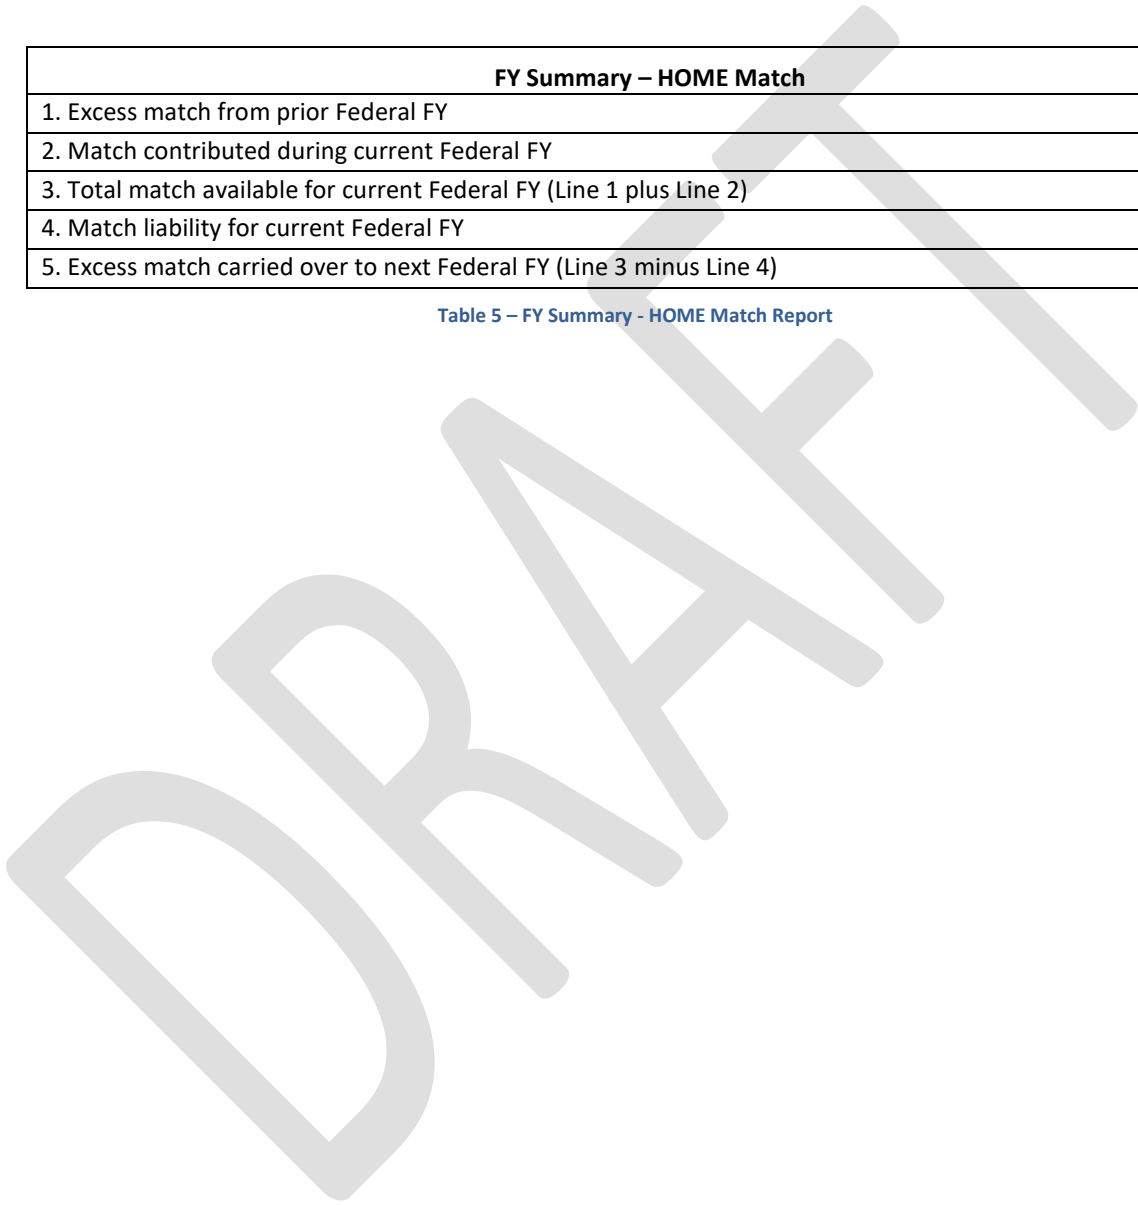 FY Summary – HOME Match
1. Excess match from prior Federal FY
2. Match contributed during current Federal FY
3. Total match available for current Federal FY (Line 1 plus Line 2)
4. Match liability for current Federal FY
5. Excess match carried over to next Federal FY (Line 3 minus Line 4)
Table 5 – FY Summary - HOME Match Report
DRAFT